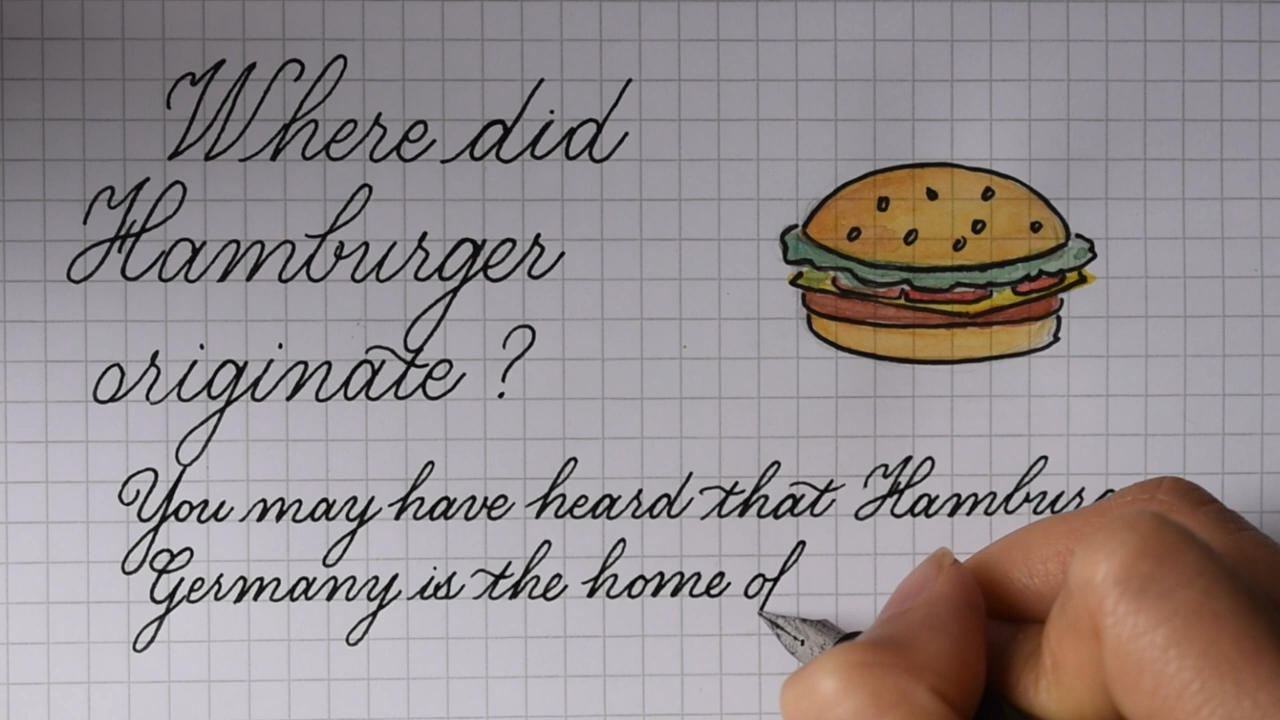 Where did
Hamburger
originate ?
You may have heard that Hambur
Germany is the home of